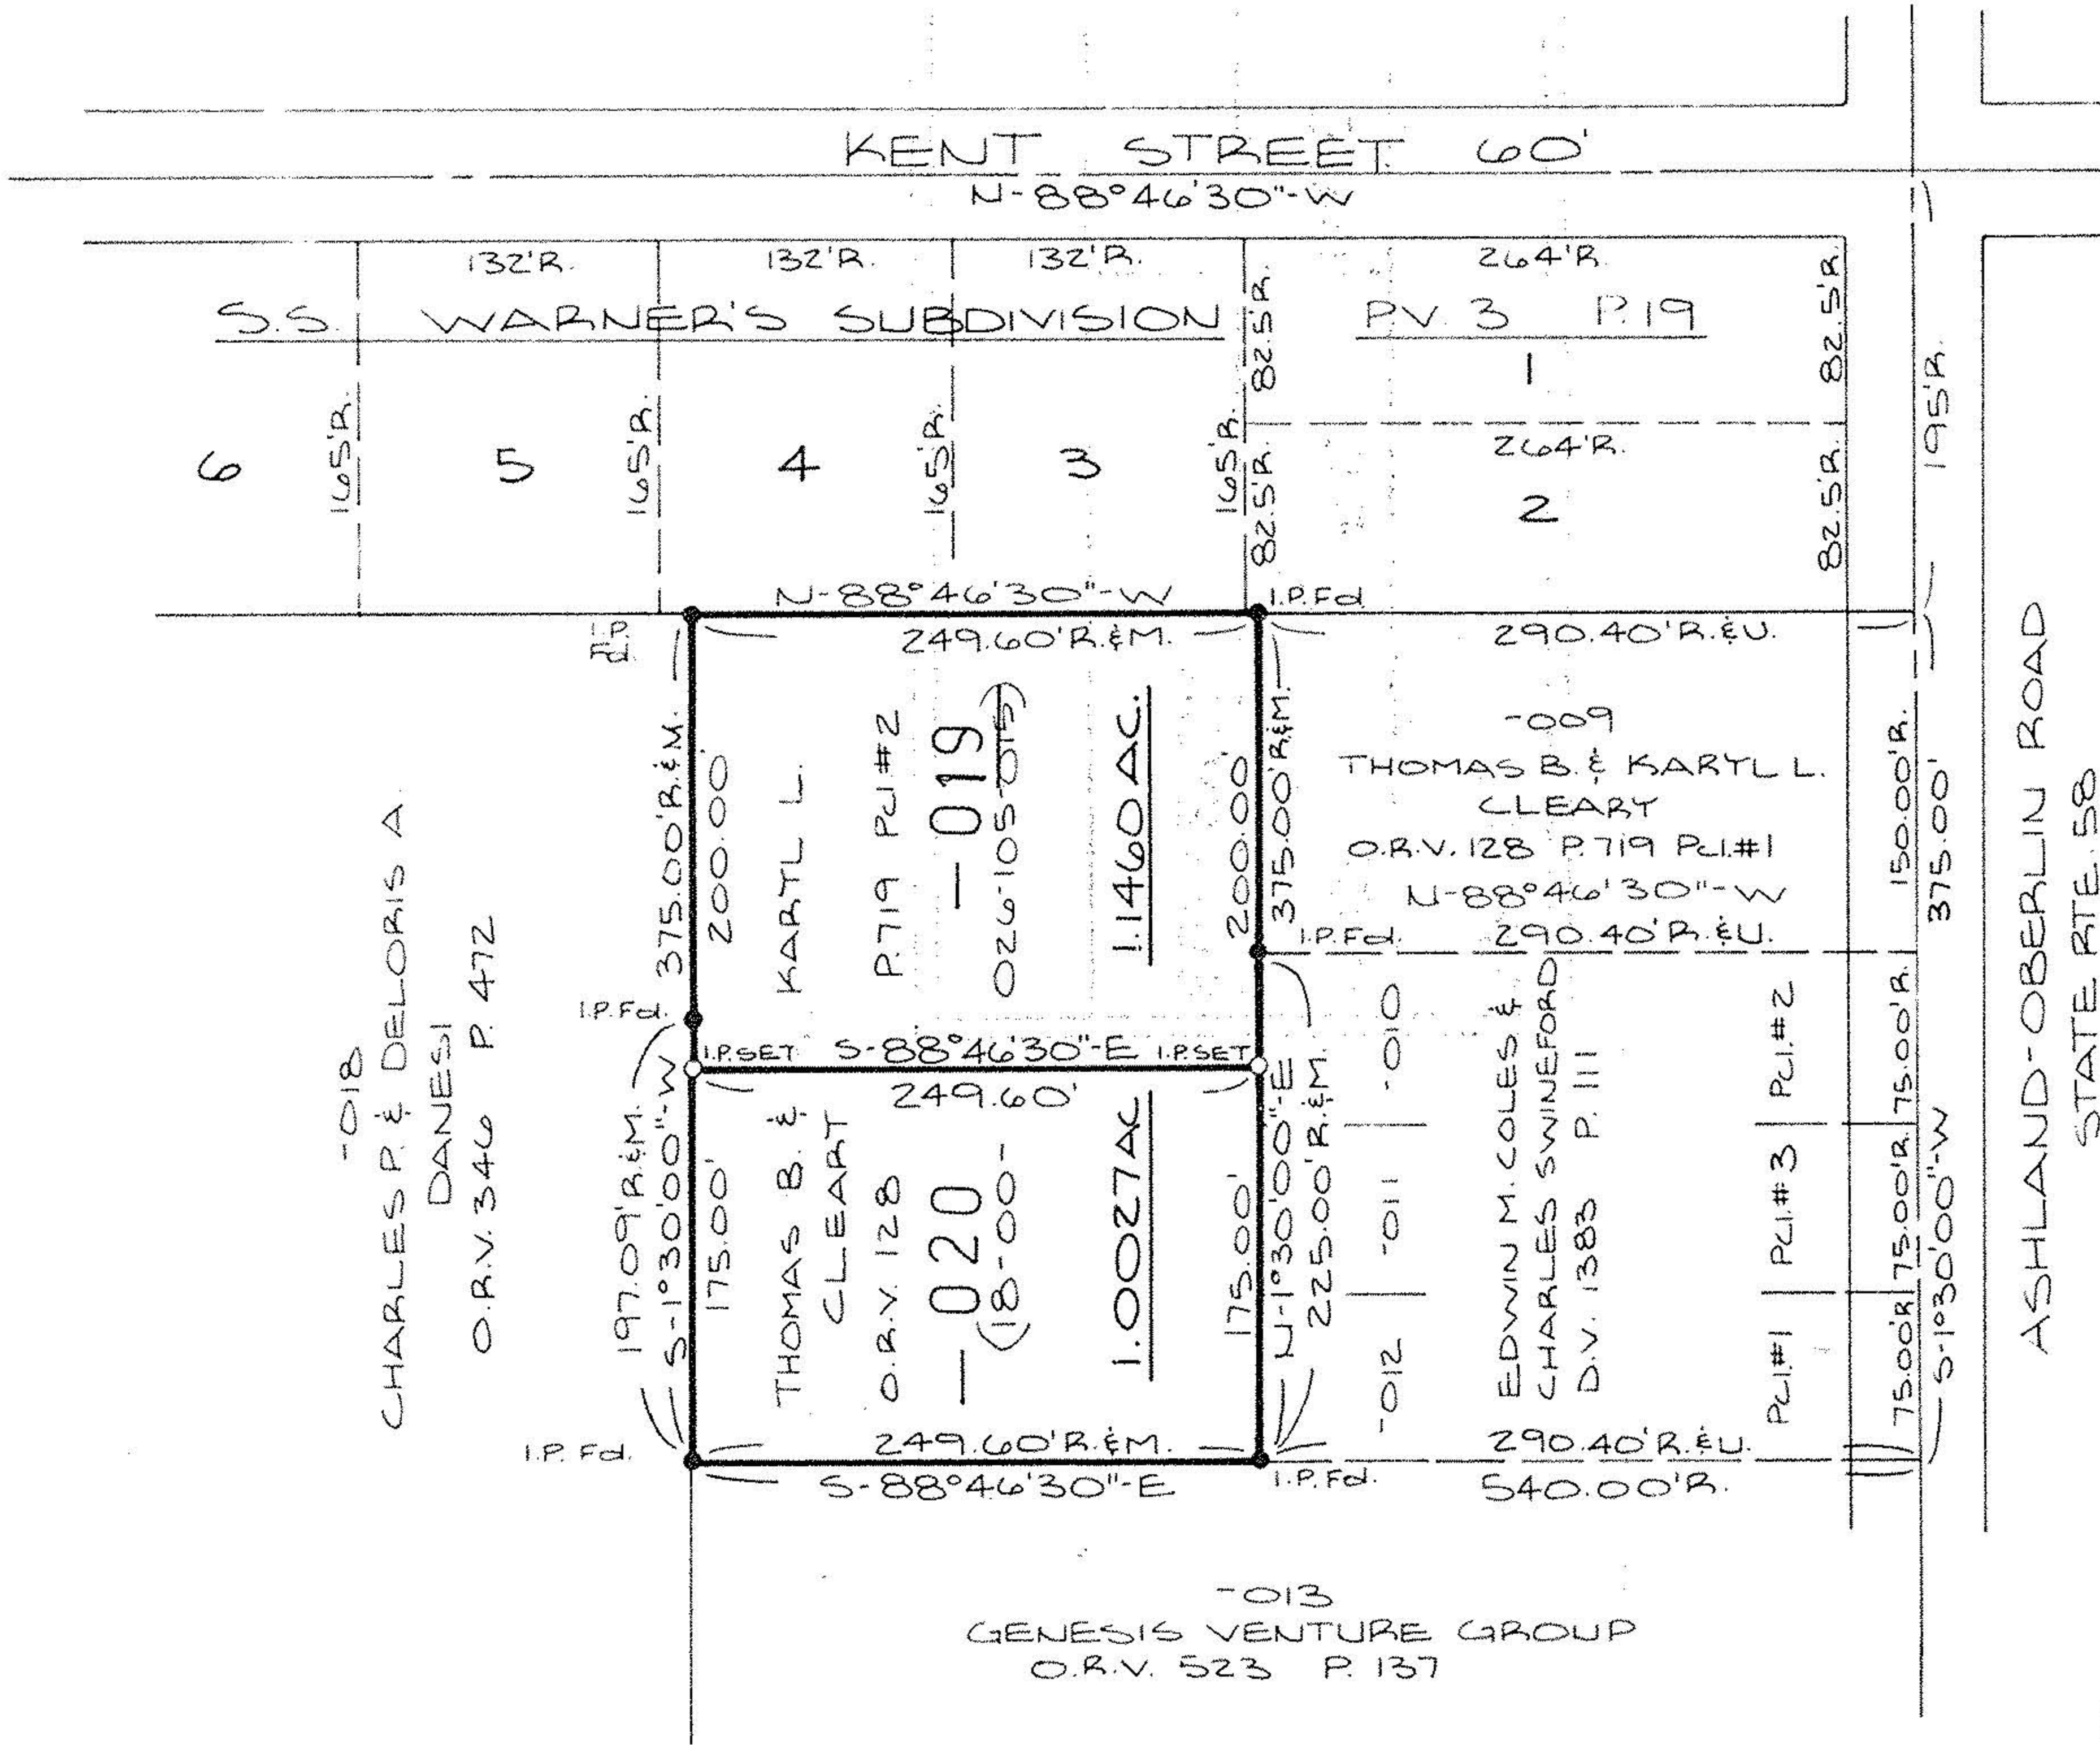 KENT STREET 60'
N-88°46'30"-W
132'R.
132'R.
132'R.
264'R.
S.S. WARNER'S SUBDIVISION
PV. 3 P. 19
82.5'R.
82.5'R.
1
195'R.
264'R.
6
165'R.
5
165'R.
4
165'R.
3
165'R.
82.5'R.
2
82.5'R.
N-88°46'30"-W
I.P. Fd.
I.P.Fd.
249.60'R.&M.
290.40'R.&U.
375.00'R.&M.
200.00'
KARYL L.
P.719 Pcl #2
— 019
(026-105-015)
1.1460 AC.
200.00'
375.00'R&M.
-009
THOMAS B. & KARYL L.
CLEARY
O.R.V. 128 P.719 Pcl.#1
N-88°46'30"-W
290.40'R.&U.
150.00'R.
375.00'
I.P.Fd.
I.P.Fd.
I.P.SET
S-88°46'30"-E
I.P.SET
249.60'
-018
CHARLES P. & DELORIS A.
DANESI
O.R.V. 346 P. 472
197.09'R.&M.
S-1°30'00"-W
175.00'
THOMAS B. &
CLEARY
O.R.V. 128
— 020
(18-00-
1.0027AC
175.00'
N-1°30'00"-E
225.00'R.&M.
-010
-011
-012
EDWIN M. COLES &
CHARLES SWINEFORD
D.V. 1383 P. 111
Pcl.#2
Pcl.#3
Pcl.#1
75.00'R.
75.00'R.
75.00'R
S-1°30'00"-W
ASHLAND-OBERLIN ROAD
STATE RTE. 58
I.P. Fd.
249.60'R.&M.
S-88°46'30"-E
I.P.Fd.
290.40'R.&U.
540.00'R.
-013
GENESIS VENTURE GROUP
O.R.V. 523 P. 137